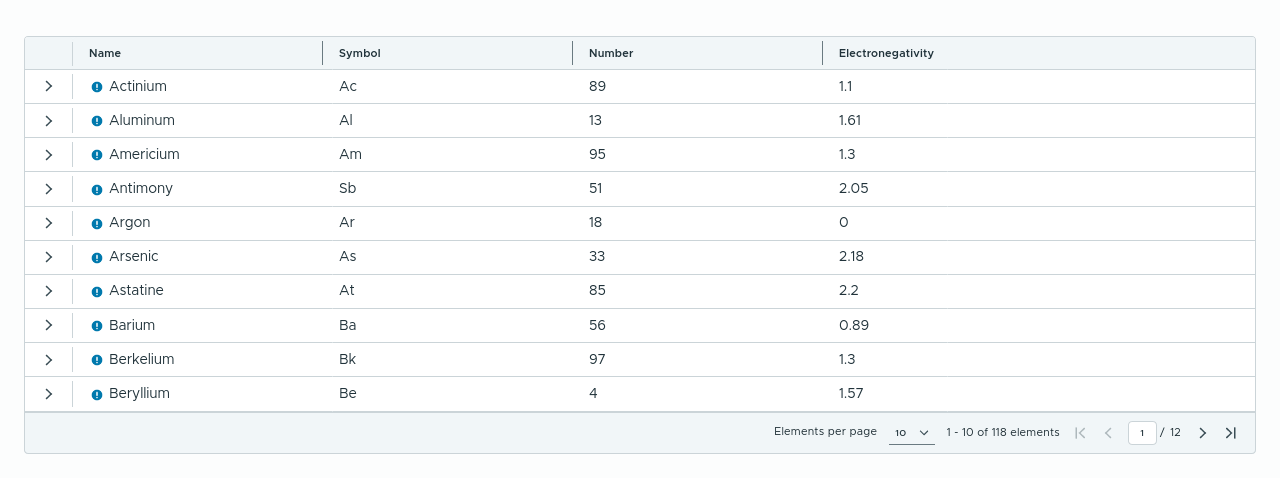 Name Symbol Number Electronegativity
Actinium Ac 89 1.1
Aluminum Al 13 1.61
Americium Am 95 1.3
Antimony Sb 51 2.05
Argon Ar 18 0
Arsenic As 33 2.18
Astatine At 85 2.2
Barium Ba 56 0.89
Berkelium Bk 97 1.3
Beryllium Be 4 1.57
Elements per page 10 1 - 10 of 118 elements 1 / 12